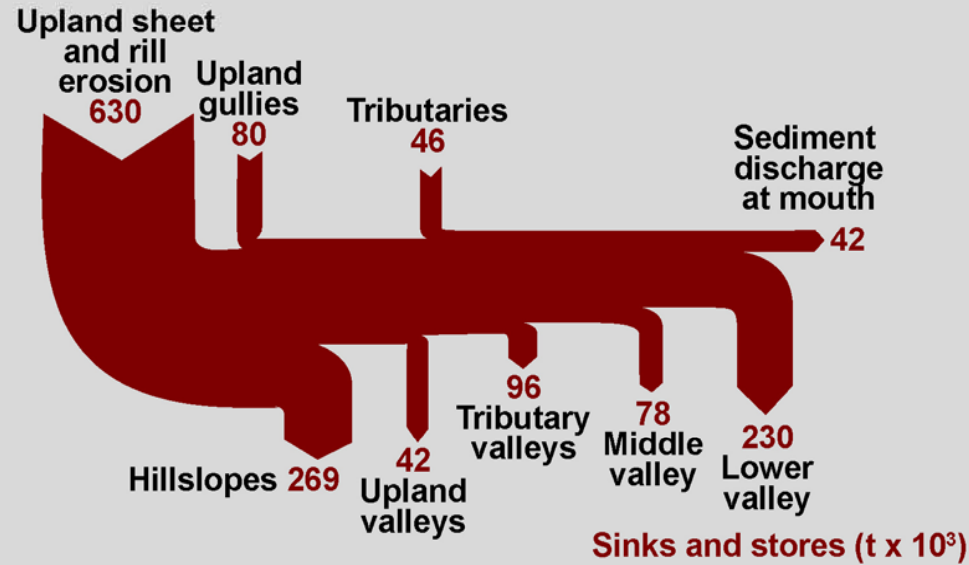 Upland sheet
and rill
erosion
630
Upland
gullies
80
Tributaries
46
Sediment
discharge
at mouth
42
Hillslopes 269
42
Upland
valleys
96
Tributary
valleys
78
Middle
valley
230
Lower
valley
Sinks and stores (t x 10³)